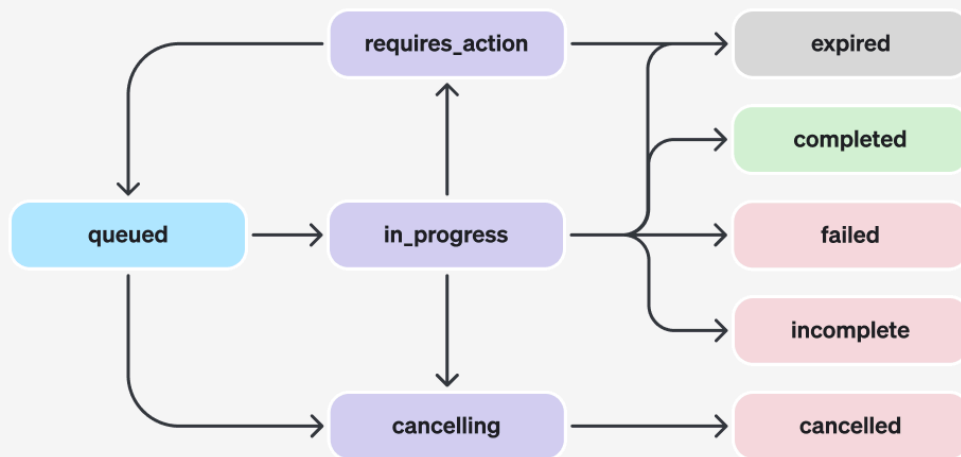 requires_action
expired
completed
queued
in_progress
failed
incomplete
cancelling
cancelled